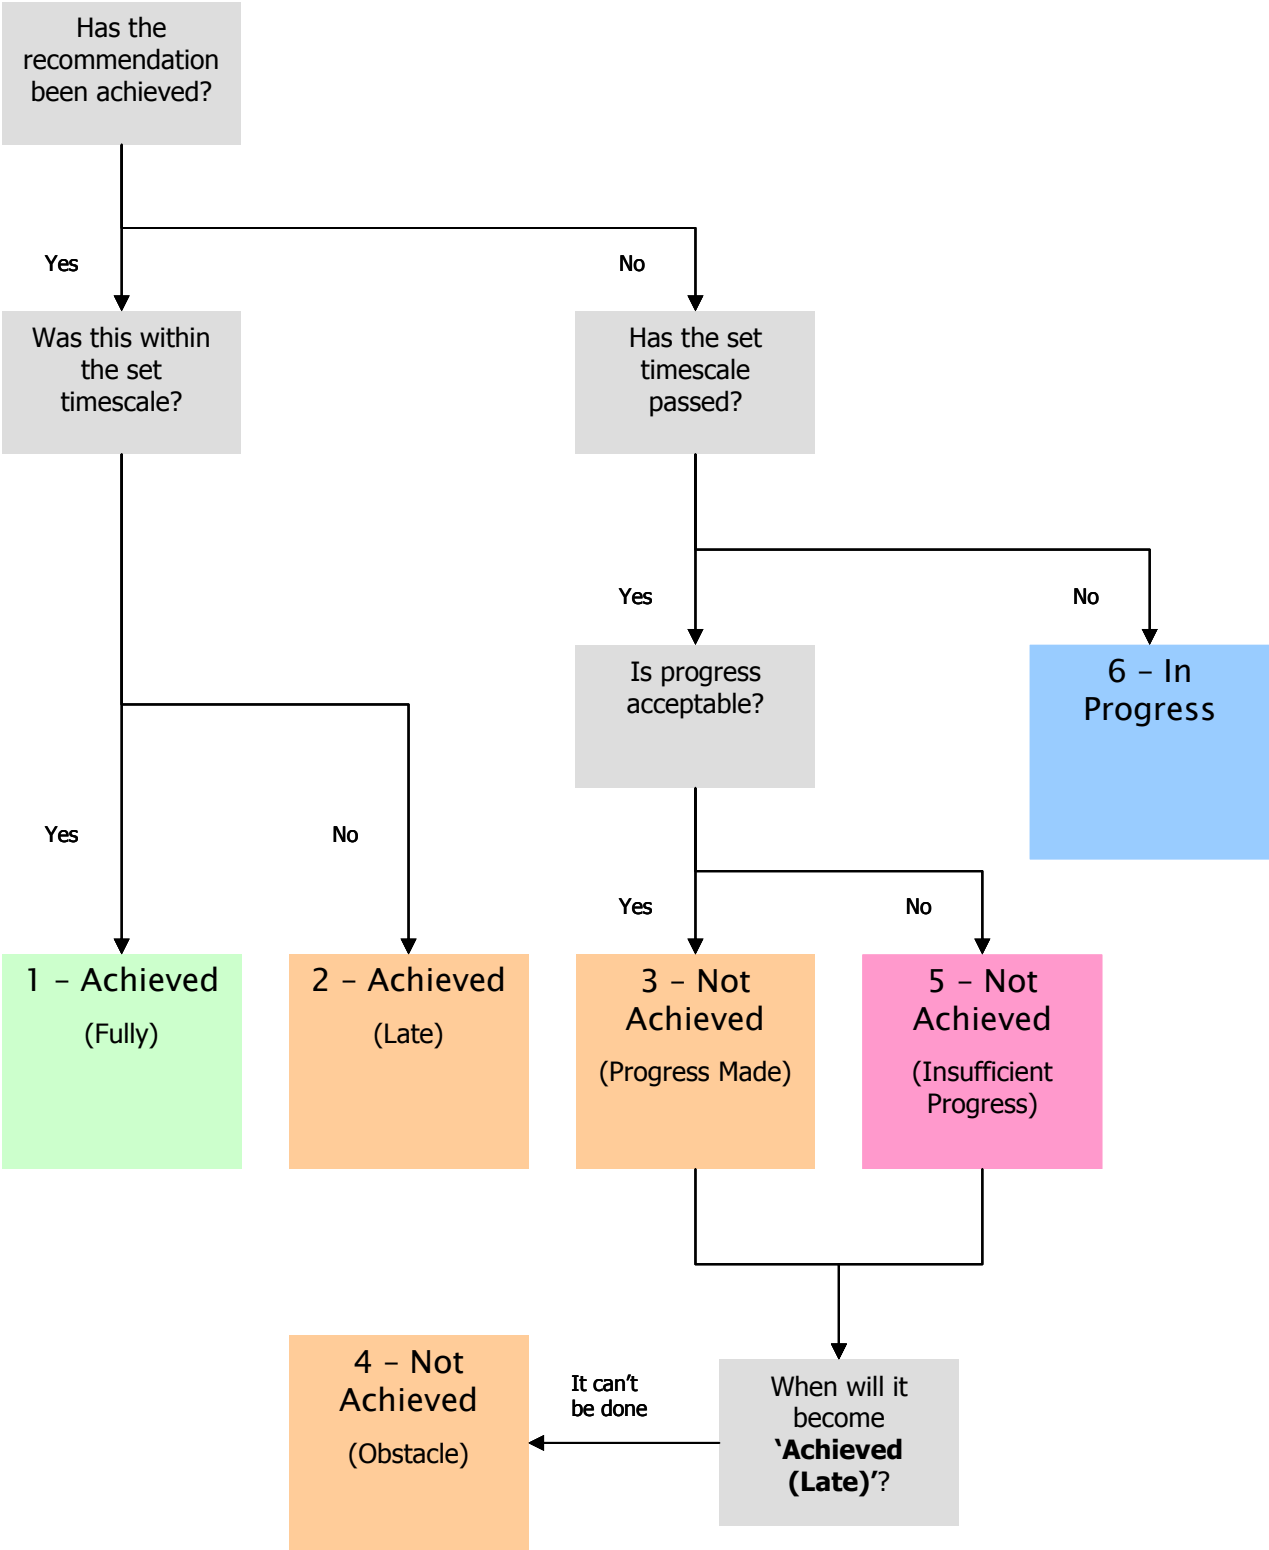 Has the
recommendation
been achieved?
Yes
No
Was this within
the set
timescale?
Has the set
timescale
passed?
Yes
No
Is progress
acceptable?
6 – In
Progress
Yes
No
Yes
No
1 – Achieved
(Fully)
2 – Achieved
(Late)
3 – Not
Achieved
(Progress Made)
5 – Not
Achieved
(Insufficient
Progress)
4 – Not
Achieved
(Obstacle)
It can’t
be done
When will it
become
‘Achieved
(Late)’?